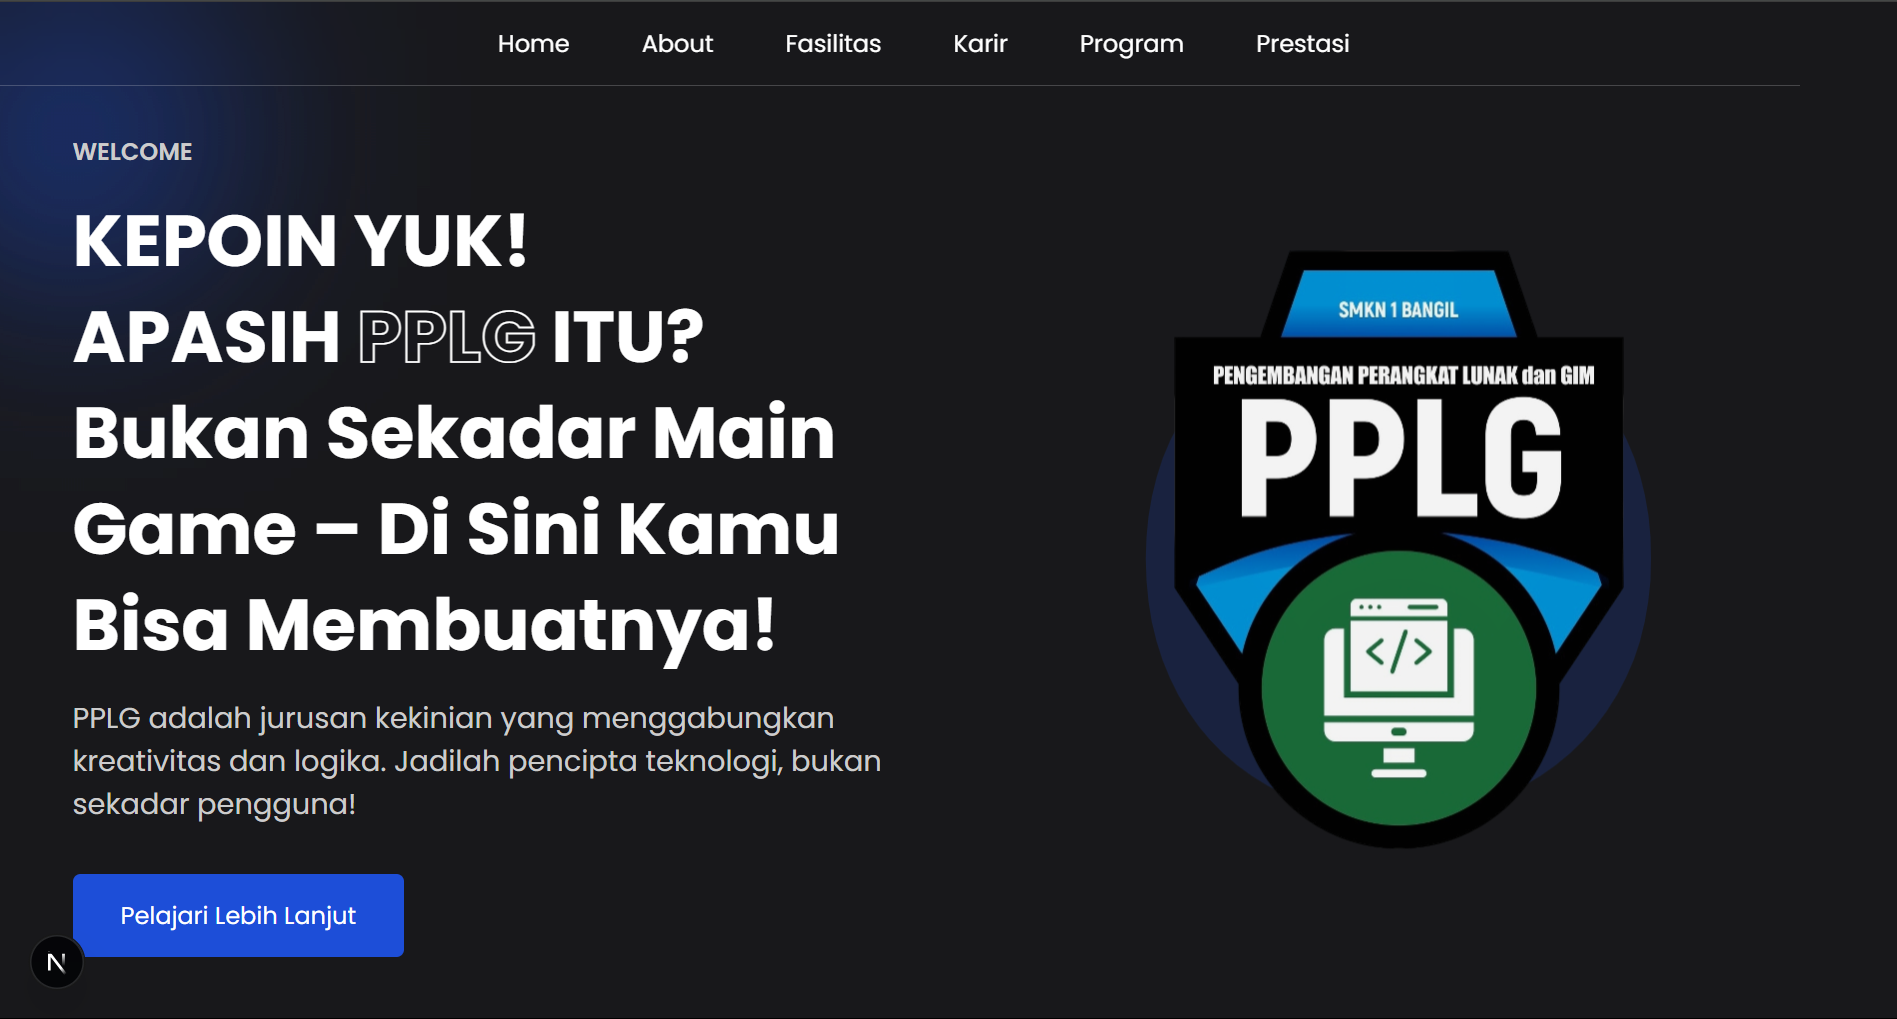 Home About Fasilitas Karir Program Prestasi
WELCOME
KEPOIN YUK!
APASIH PPLG ITU?
Bukan Sekadar Main
Game – Di Sini Kamu
Bisa Membuatnya!
PPLG adalah jurusan kekinian yang menggabungkan
kreativitas dan logika. Jadilah pencipta teknologi, bukan
sekadar pengguna!
Pelajari Lebih Lanjut
N
SMKN 1 BANGIL
PENGEMBANGAN PERANGKAT LUNAK dan GIM
PPLG
</>